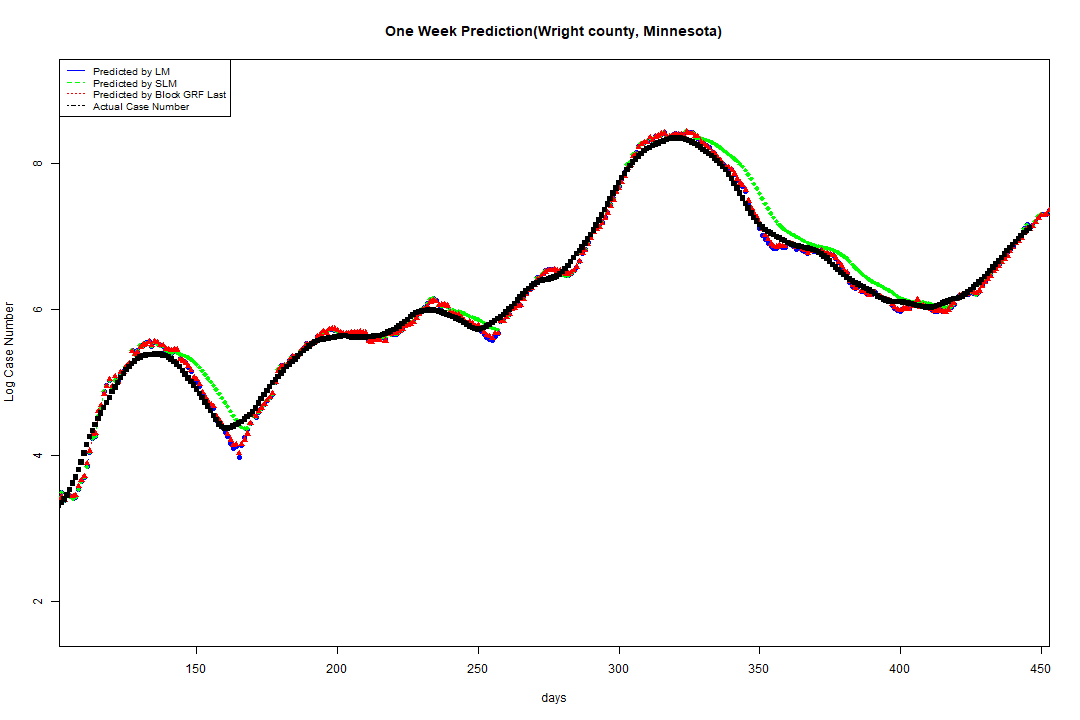 One Week Prediction(Wright county, Minnesota)
Predicted by LM
Predicted by SLM
Predicted by Block GRF Last
Actual Case Number
Log Case Number
8
6
4
2
150 200 250 300 350 400 450
days